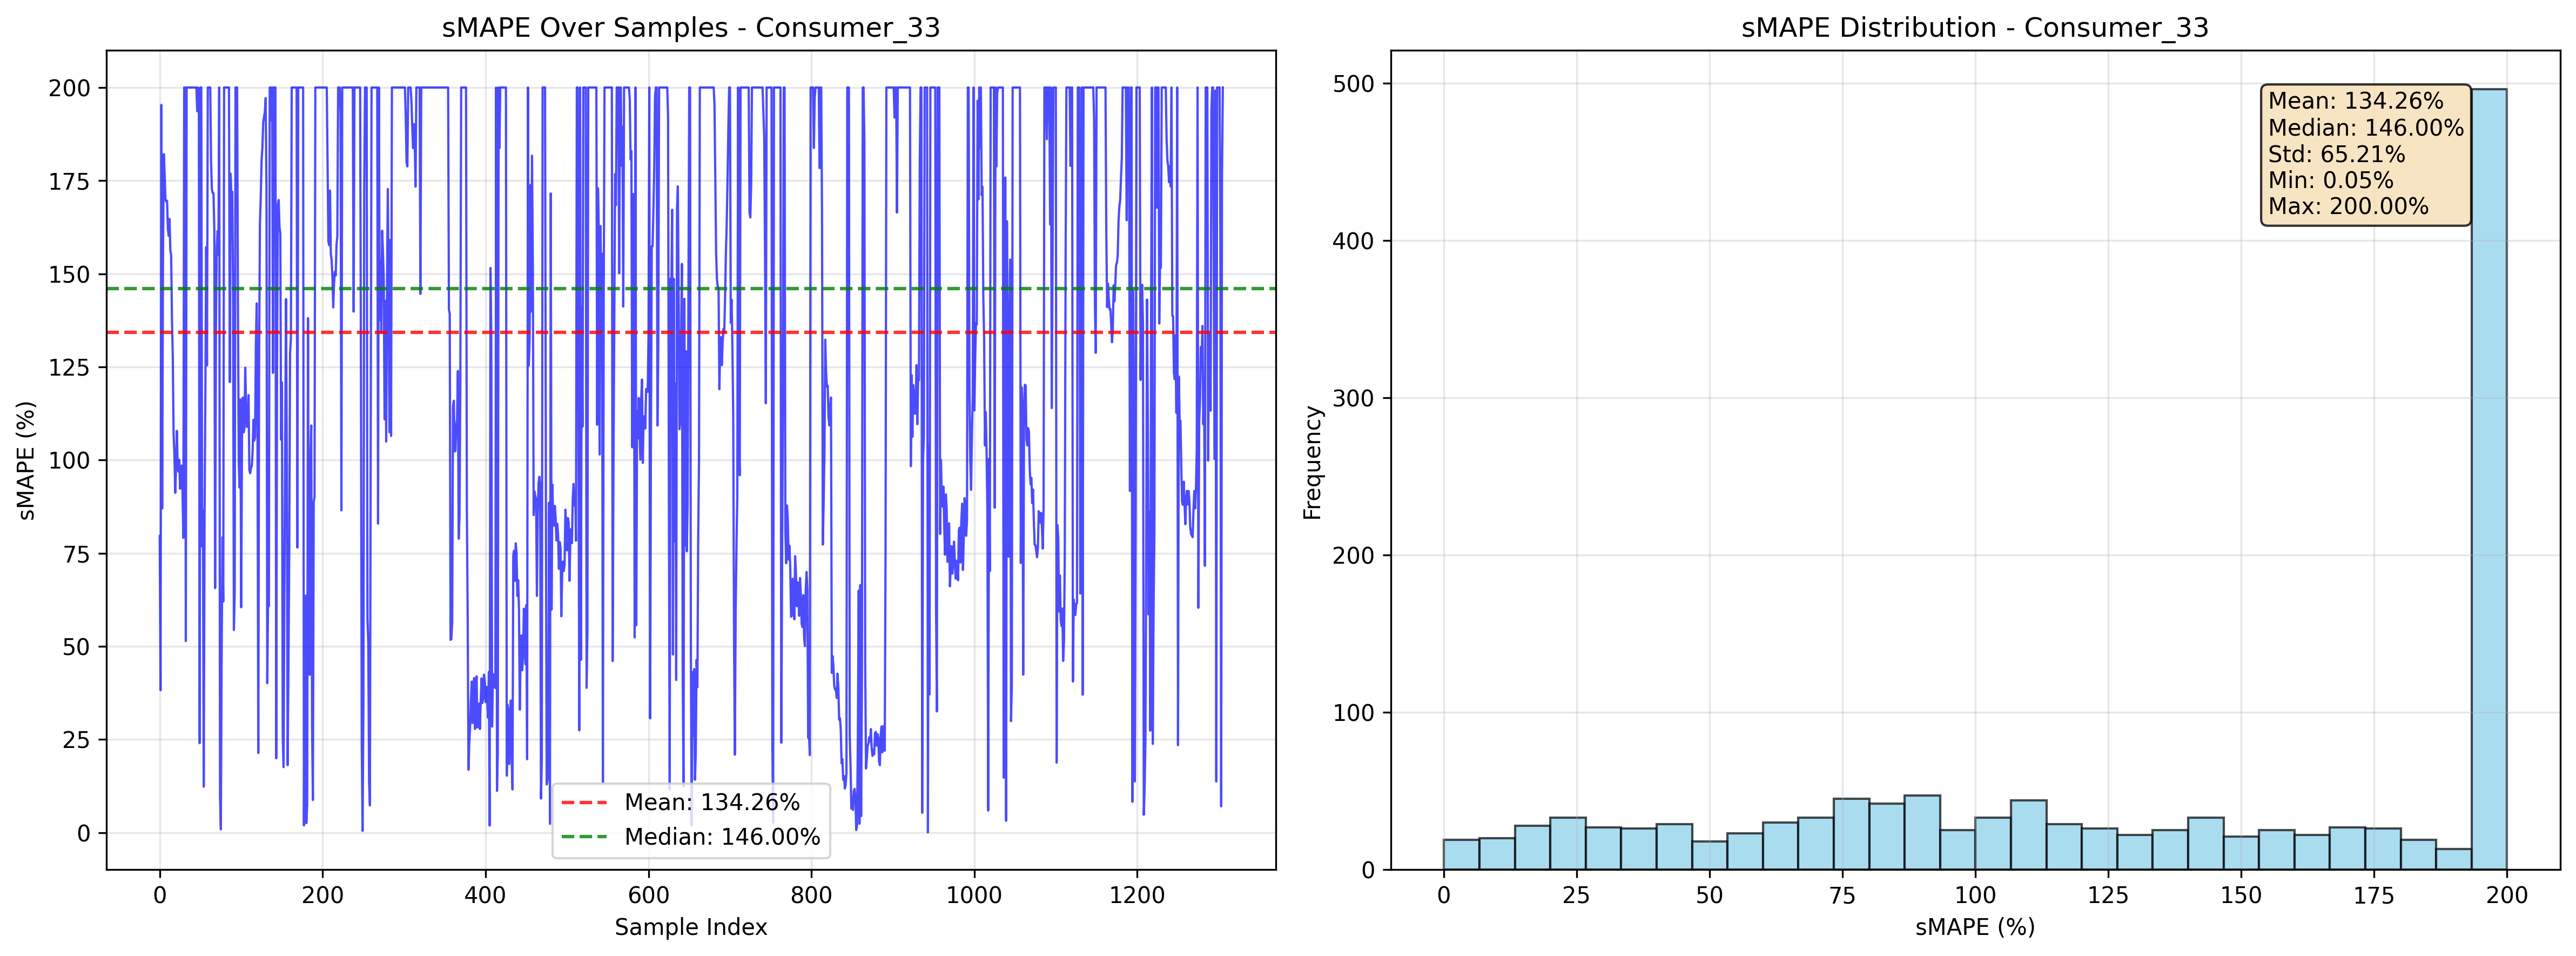 sMAPE Over Samples - Consumer_33
sMAPE (%)
200
175
150
125
100
75
50
25
0
0 200 400 600 800 1000 1200
Sample Index
Mean: 134.26%
Median: 146.00%
sMAPE Distribution - Consumer_33
Frequency
500
400
300
200
100
0
0 25 50 75 100 125 150 175 200
sMAPE (%)
Mean: 134.26%
Median: 146.00%
Std: 65.21%
Min: 0.05%
Max: 200.00%